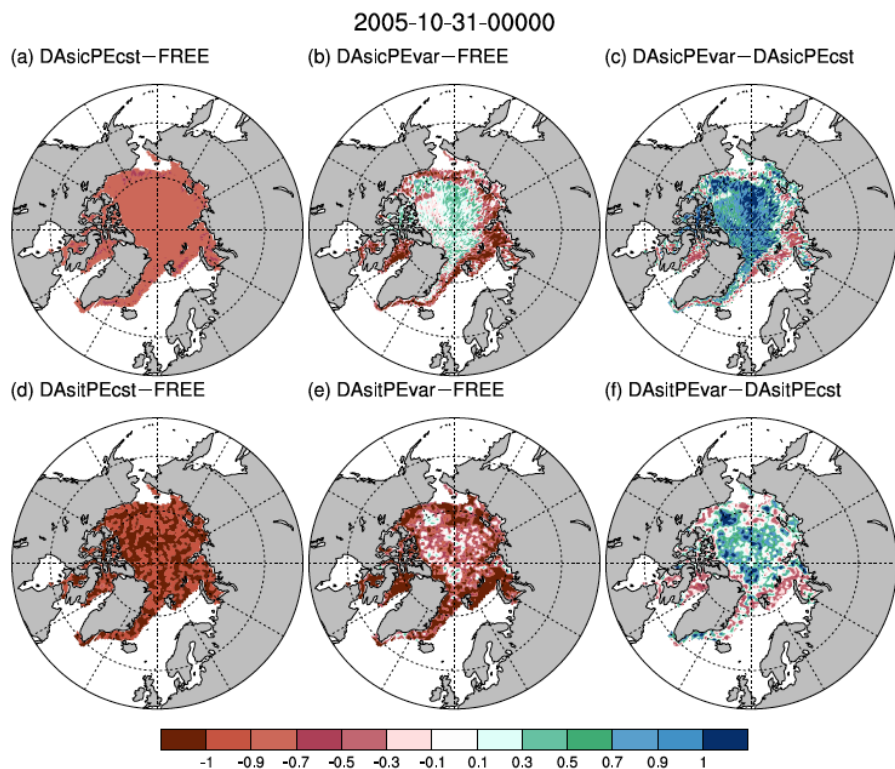 2005-10-31-00000
(a) DAsicPEcst−FREE (b) DAsicPEvar−FREE (c) DAsicPEvar−DAsicPEcst
(d) DAsitPEcst−FREE (e) DAsitPEvar−FREE (f) DAsitPEvar−DAsitPEcst
-1 -0.9 -0.7 -0.5 -0.3 -0.1 0.1 0.3 0.5 0.7 0.9 1